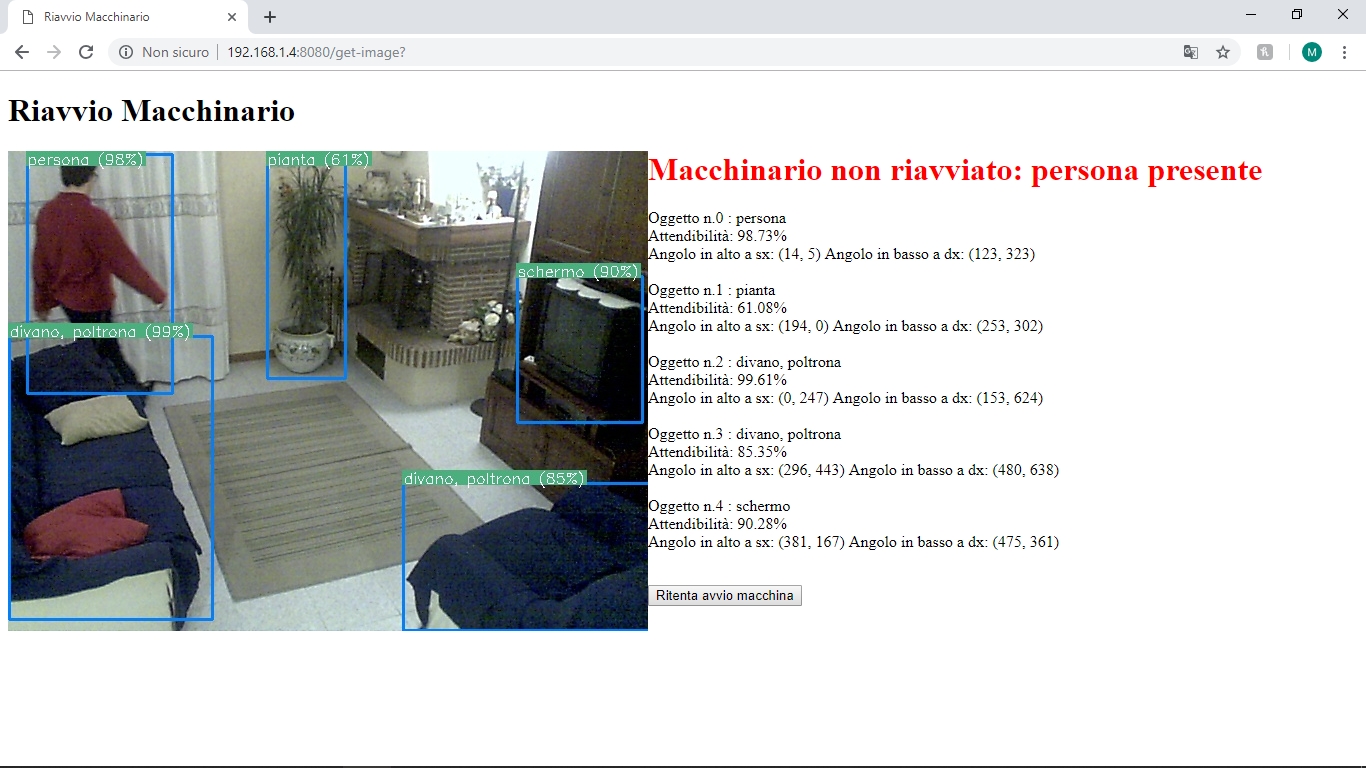 Riavvio Macchinario
Non sicuro
192.168.1.4:8080/get-image?
M
Riavvio Macchinario
persona (98%)
pianta (61%)
schermo (90%)
divano, poltrona (99%)
divano, poltrona (85%)
Macchinario non riavviato: persona presente
Oggetto n.0 : persona
Attendibilità: 98.73%
Angolo in alto a sx: (14, 5) Angolo in basso a dx: (123, 323)
Oggetto n.1 : pianta
Attendibilità: 61.08%
Angolo in alto a sx: (194, 0) Angolo in basso a dx: (253, 302)
Oggetto n.2 : divano, poltrona
Attendibilità: 99.61%
Angolo in alto a sx: (0, 247) Angolo in basso a dx: (153, 624)
Oggetto n.3 : divano, poltrona
Attendibilità: 85.35%
Angolo in alto a sx: (296, 443) Angolo in basso a dx: (480, 638)
Oggetto n.4 : schermo
Attendibilità: 90.28%
Angolo in alto a sx: (381, 167) Angolo in basso a dx: (475, 361)
Ritenta avvio macchina